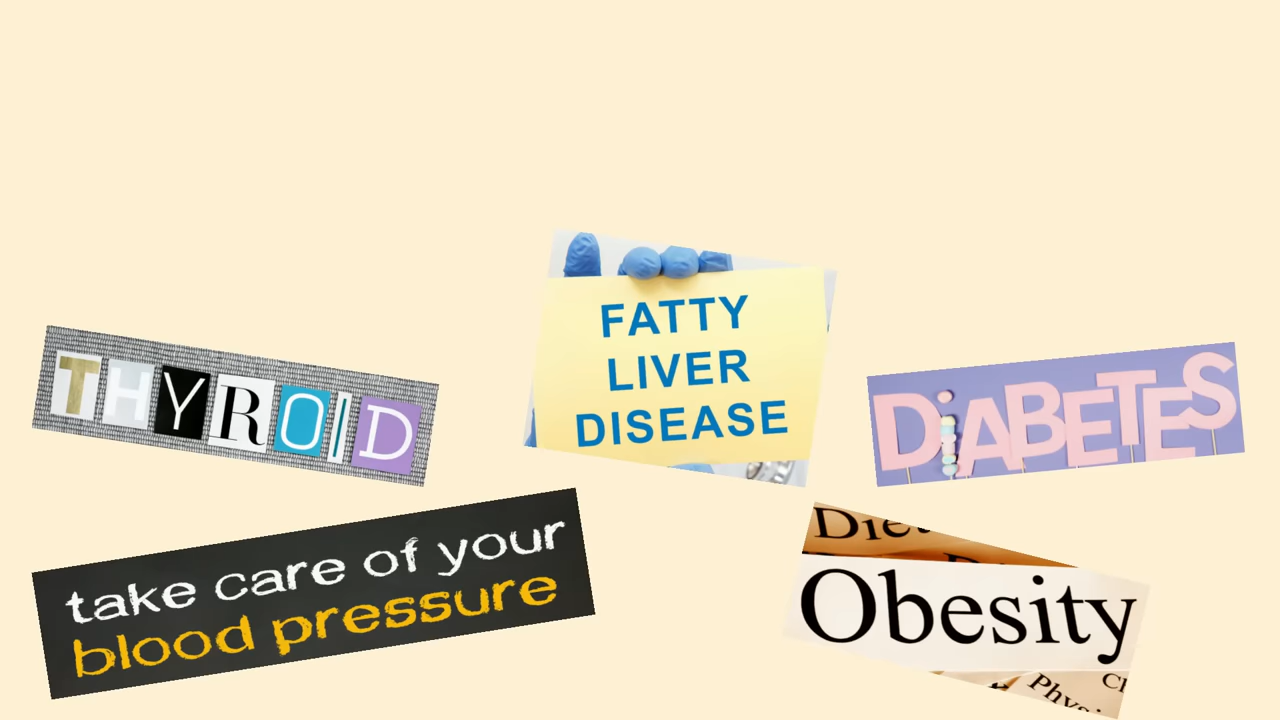 THYROID
FATTY
LIVER
DISEASE
DiABETES
take care of your
blood pressure
Obesity